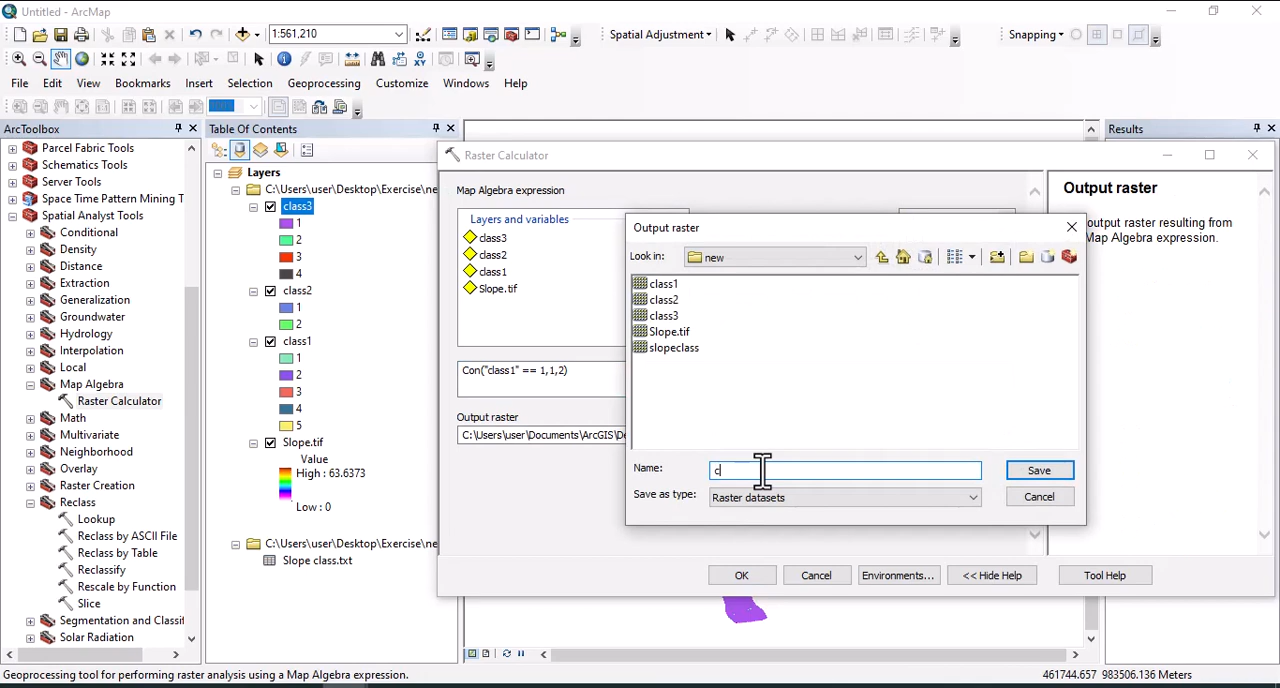 Untitled - ArcMap
1:561,210
Spatial Adjustment
Snapping
File Edit View Bookmarks Insert Selection Geoprocessing Customize Windows Help
ArcToolbox
Parcel Fabric Tools
Schematics Tools
Server Tools
Space Time Pattern Mining T
Spatial Analyst Tools
Conditional
Density
Distance
Extraction
Generalization
Groundwater
Hydrology
Interpolation
Local
Map Algebra
Raster Calculator
Math
Multivariate
Neighborhood
Overlay
Raster Creation
Reclass
Lookup
Reclass by ASCII File
Reclass by Table
Reclassify
Rescale by Function
Slice
Segmentation and Classifi
Solar Radiation
Table Of Contents
Layers
C:\Users\user\Desktop\Exercise\ne
class3
1
2
3
4
class2
1
2
class1
1
2
3
4
5
Slope.tif
Value
High : 63.6373
Low : 0
C:\Users\user\Desktop\Exercise\ne
Slope class.txt
Raster Calculator
Map Algebra expression
Layers and variables
class3
class2
class1
Slope.tif
Con("class1" == 1,1,2)
Output raster
C:\Users\user\Documents\ArcGIS\De
OK Cancel Environments... << Hide Help Tool Help
Output raster
Look in: new
class1
class2
class3
Slope.tif
slopeclass
Name: c
Save
Save as type: Raster datasets
Cancel
Results
Output raster
output raster resulting from
Map Algebra expression.
Geoprocessing tool for performing raster analysis using a Map Algebra expression.
461744.657 983506.136 Meters